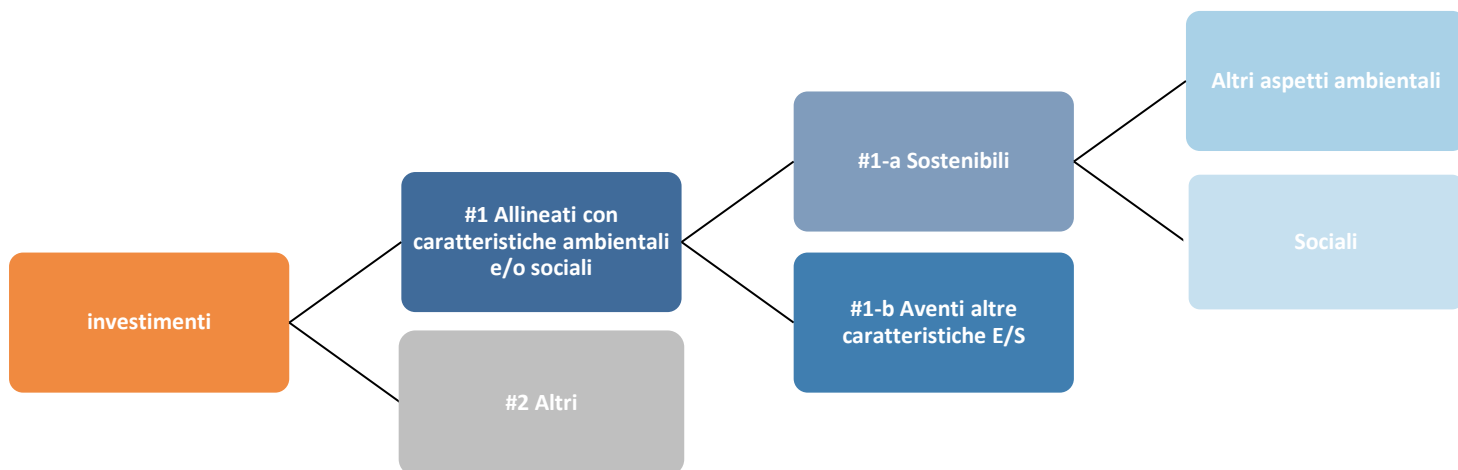 investimenti
#1 Allineati con
caratteristiche ambientali
e/o sociali
#2 Altri
#1-a Sostenibili
#1-b Aventi altre
caratteristiche E/S
Altri aspetti ambientali
Sociali